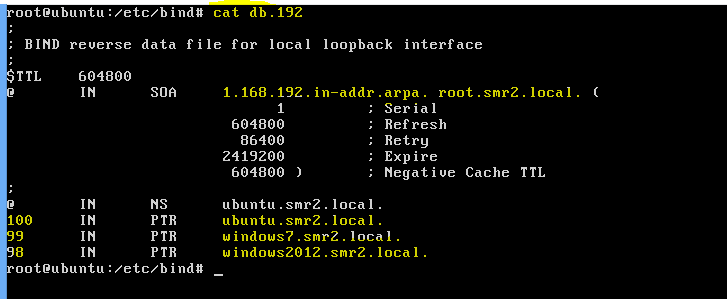 root@ubuntu:/etc/bind# cat db.192
;
; BIND reverse data file for local loopback interface
;
$TTL    604800
@       IN      SOA     1.168.192.in-addr.arpa. root.smr2.local. (
                              1         ; Serial
                         604800         ; Refresh
                          86400         ; Retry
                        2419200         ; Expire
                         604800 )       ; Negative Cache TTL
;
@       IN      NS      ubuntu.smr2.local.
100     IN      PTR     ubuntu.smr2.local.
99      IN      PTR     windows7.smr2.local.
98      IN      PTR     windows2012.smr2.local.
root@ubuntu:/etc/bind# _